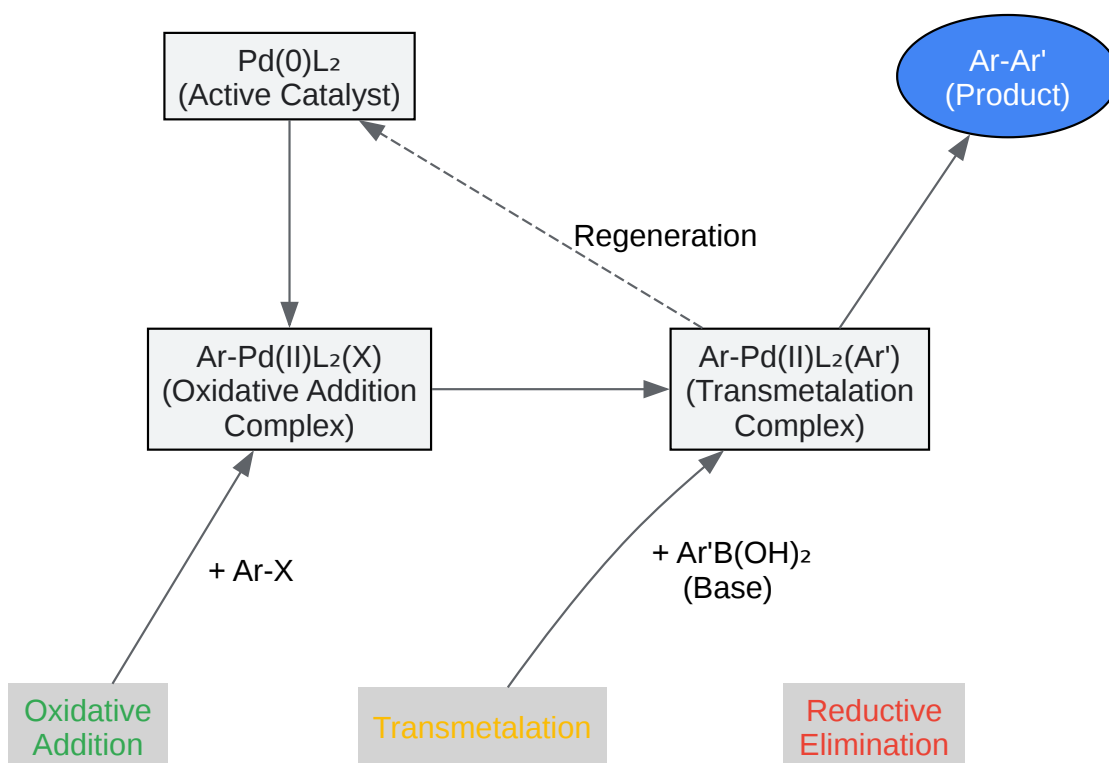 Pd(0)L₂
(Active Catalyst)
Ar-Ar'
(Product)
Regeneration
Ar-Pd(II)L₂(X)
(Oxidative Addition
Complex)
Ar-Pd(II)L₂(Ar')
(Transmetalation
Complex)
+ Ar-X
+ Ar'B(OH)₂
(Base)
Oxidative
Addition
Transmetalation
Reductive
Elimination